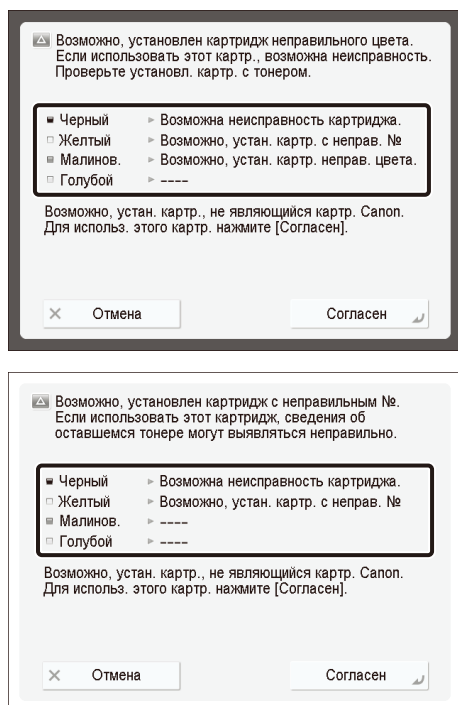 Возможно, установлен картридж неправильного цвета.
Если использовать этот картр., возможна неисправность.
Проверьте установл. картр. с тонером.
Черный Возможна неисправность картриджа.
Желтый Возможно, устан. картр. с неправ. №
Малинов. Возможно, устан. картр. неправ. цвета.
Голубой ----
Возможно, устан. картр., не являющийся картр. Canon.
Для использ. этого картр. нажмите [Согласен].
Отмена Согласен
Возможно, установлен картридж с неправильным №.
Если использовать этот картридж, сведения об
оставшемся тонере могут выявляться неправильно.
Черный Возможна неисправность картриджа.
Желтый Возможно, устан. картр. с неправ. №
Малинов. ----
Голубой ----
Возможно, устан. картр., не являющийся картр. Canon.
Для использ. этого картр. нажмите [Согласен].
Отмена Согласен